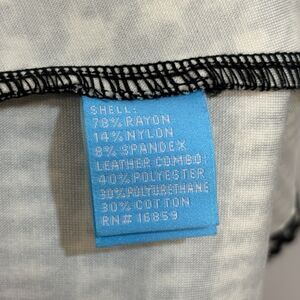 SHELL:
78% RAYON
14% NYLON
8% SPANDEX
LEATHER COMBO:
40% POLYESTER
30% POLYURETHANE
30% COTTON
RN# 16859